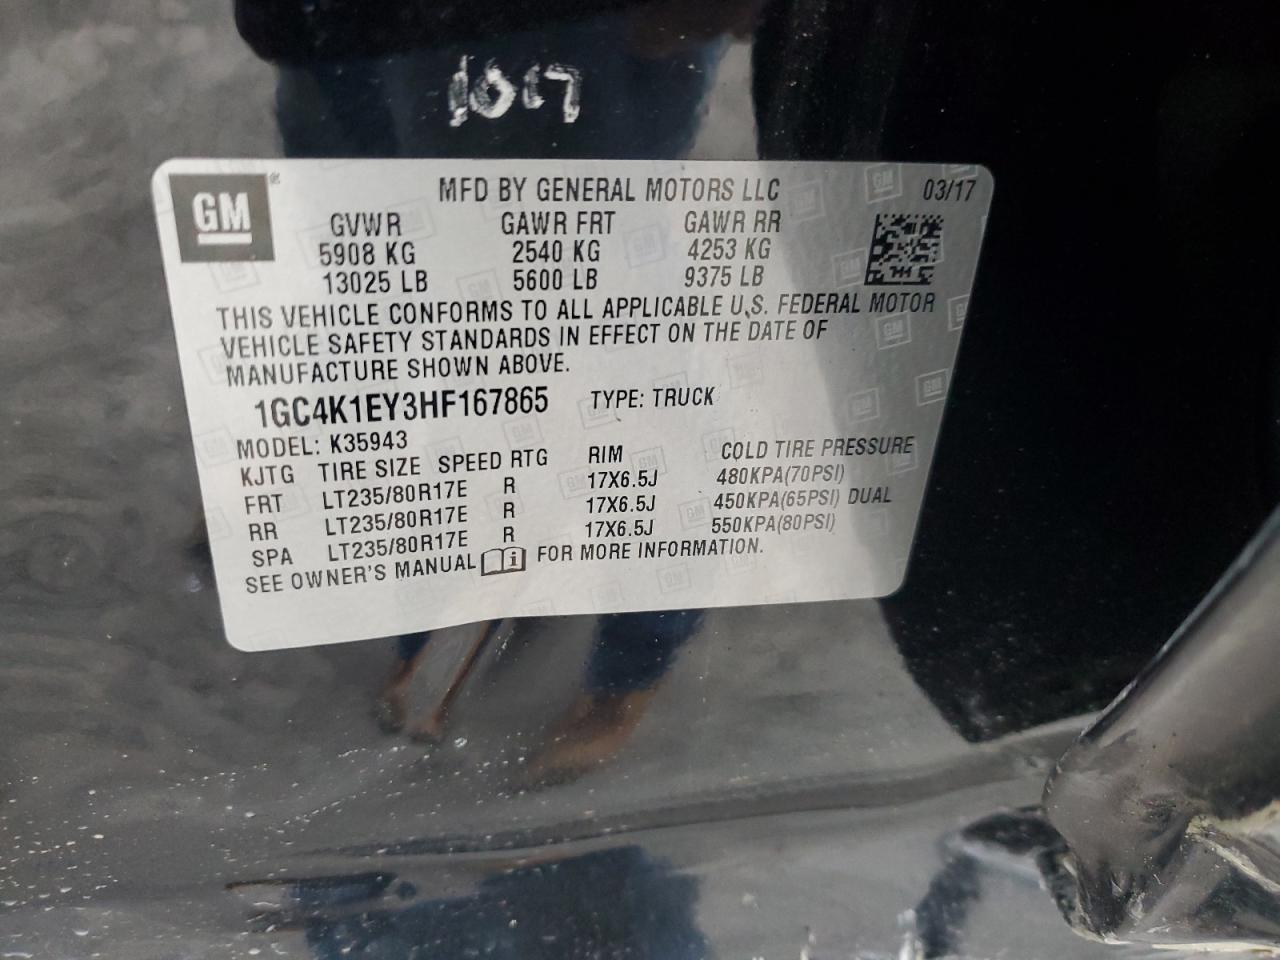 1017
GM
MFD BY GENERAL MOTORS LLC 03/17
GVWR GAWR FRT GAWR RR
5908 KG 2540 KG 4253 KG
13025 LB 5600 LB 9375 LB
THIS VEHICLE CONFORMS TO ALL APPLICABLE U.S. FEDERAL MOTOR
VEHICLE SAFETY STANDARDS IN EFFECT ON THE DATE OF
MANUFACTURE SHOWN ABOVE.
1GC4K1EY3HF167865 TYPE: TRUCK
MODEL: K35943
KJTG TIRE SIZE SPEED RTG RIM COLD TIRE PRESSURE
FRT LT235/80R17E R 17X6.5J 480KPA(70PSI)
RR LT235/80R17E R 17X6.5J 450KPA(65PSI) DUAL
SPA LT235/80R17E R 17X6.5J 550KPA(80PSI)
SEE OWNER'S MANUAL FOR MORE INFORMATION.